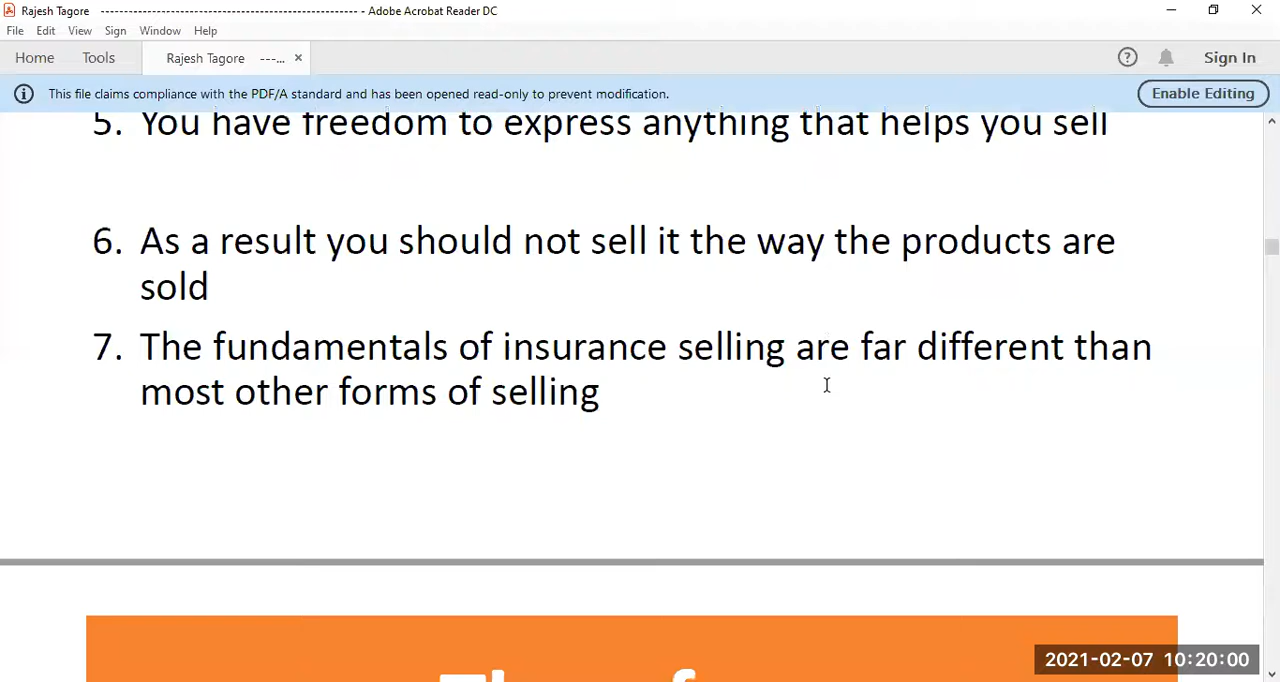 Rajesh Tagore ------------------------------------------------ - Adobe Acrobat Reader DC
File Edit View Sign Window Help
Home Tools Rajesh Tagore ---... × Sign In
This file claims compliance with the PDF/A standard and has been opened read-only to prevent modification. Enable Editing
5. You have freedom to express anything that helps you sell
6. As a result you should not sell it the way the products are
sold
7. The fundamentals of insurance selling are far different than
most other forms of selling
2021-02-07 10:20:00